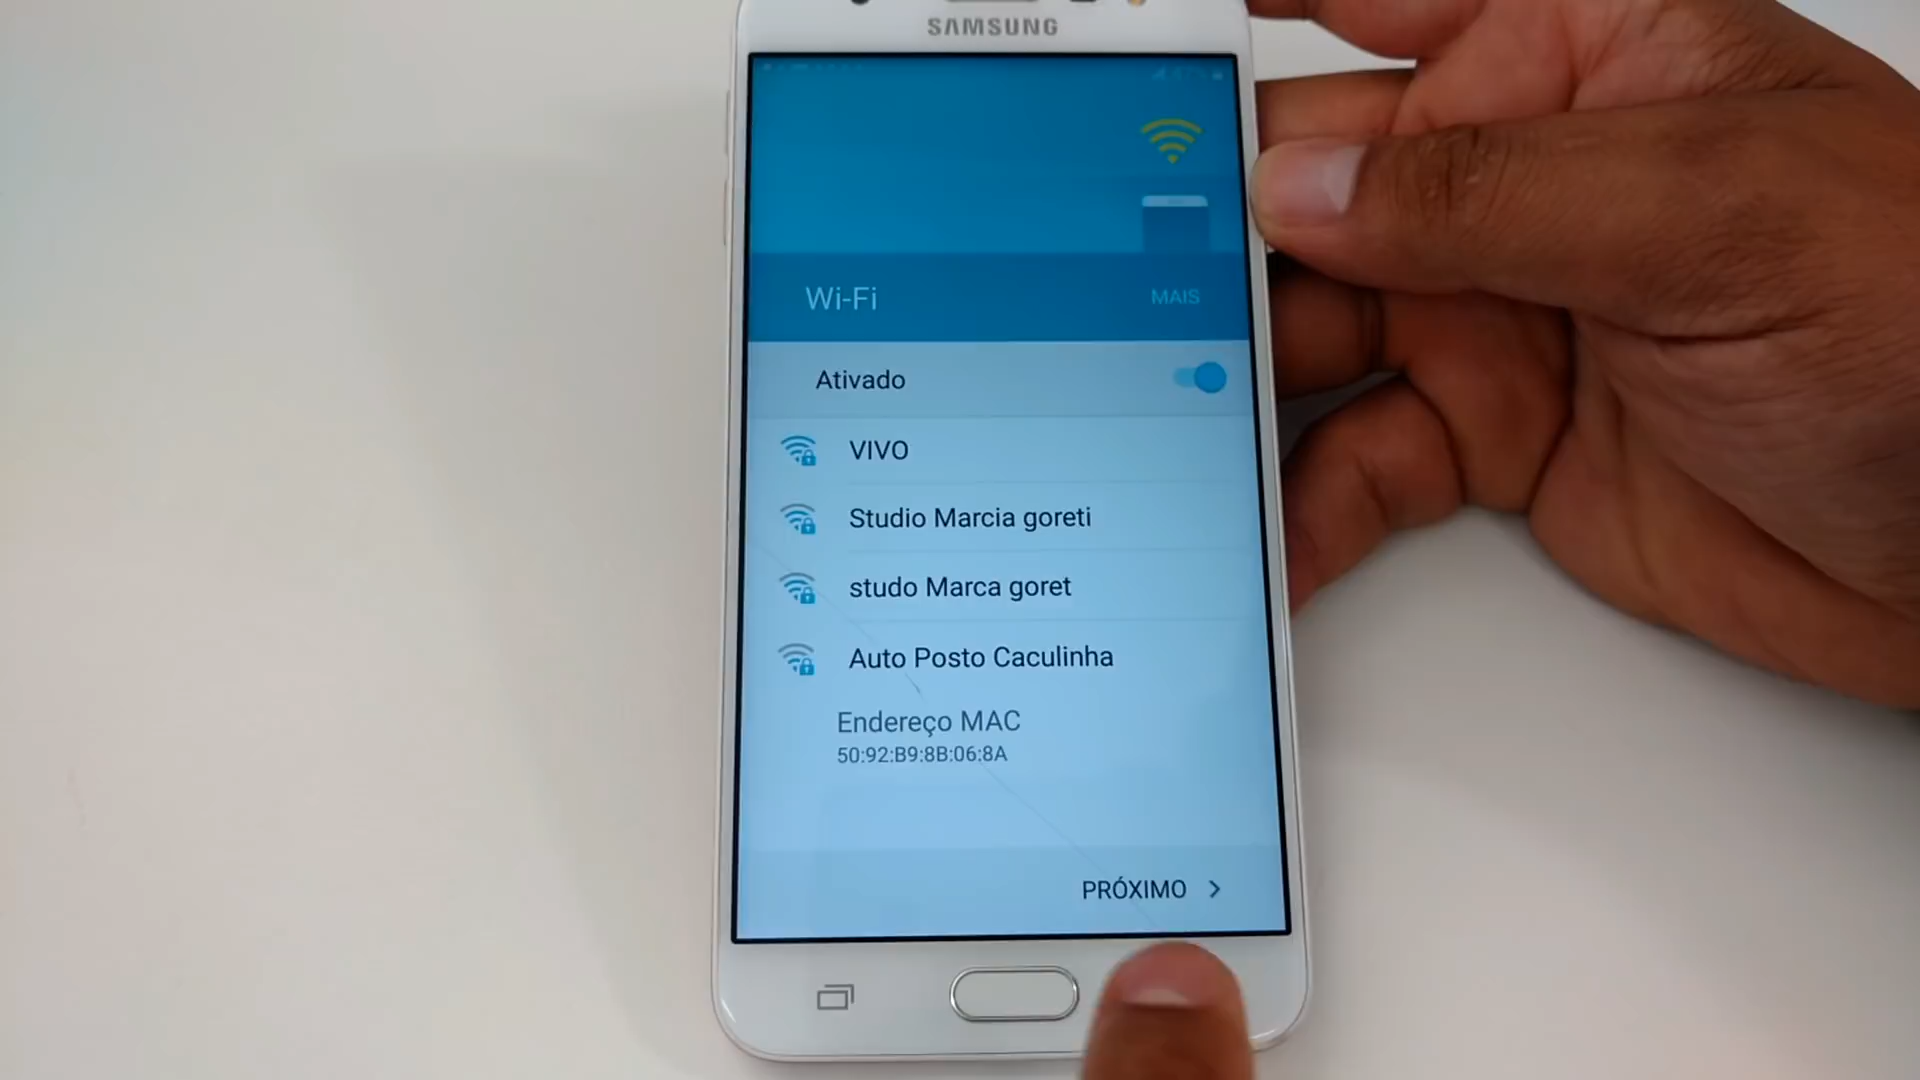 SAMSUNG
Wi-Fi
MAIS
Ativado
VIVO
Studio Marcia goreti
studo Marca goret
Auto Posto Caculinha
Endereço MAC
50:92:B9:8B:06:8A
PRÓXIMO